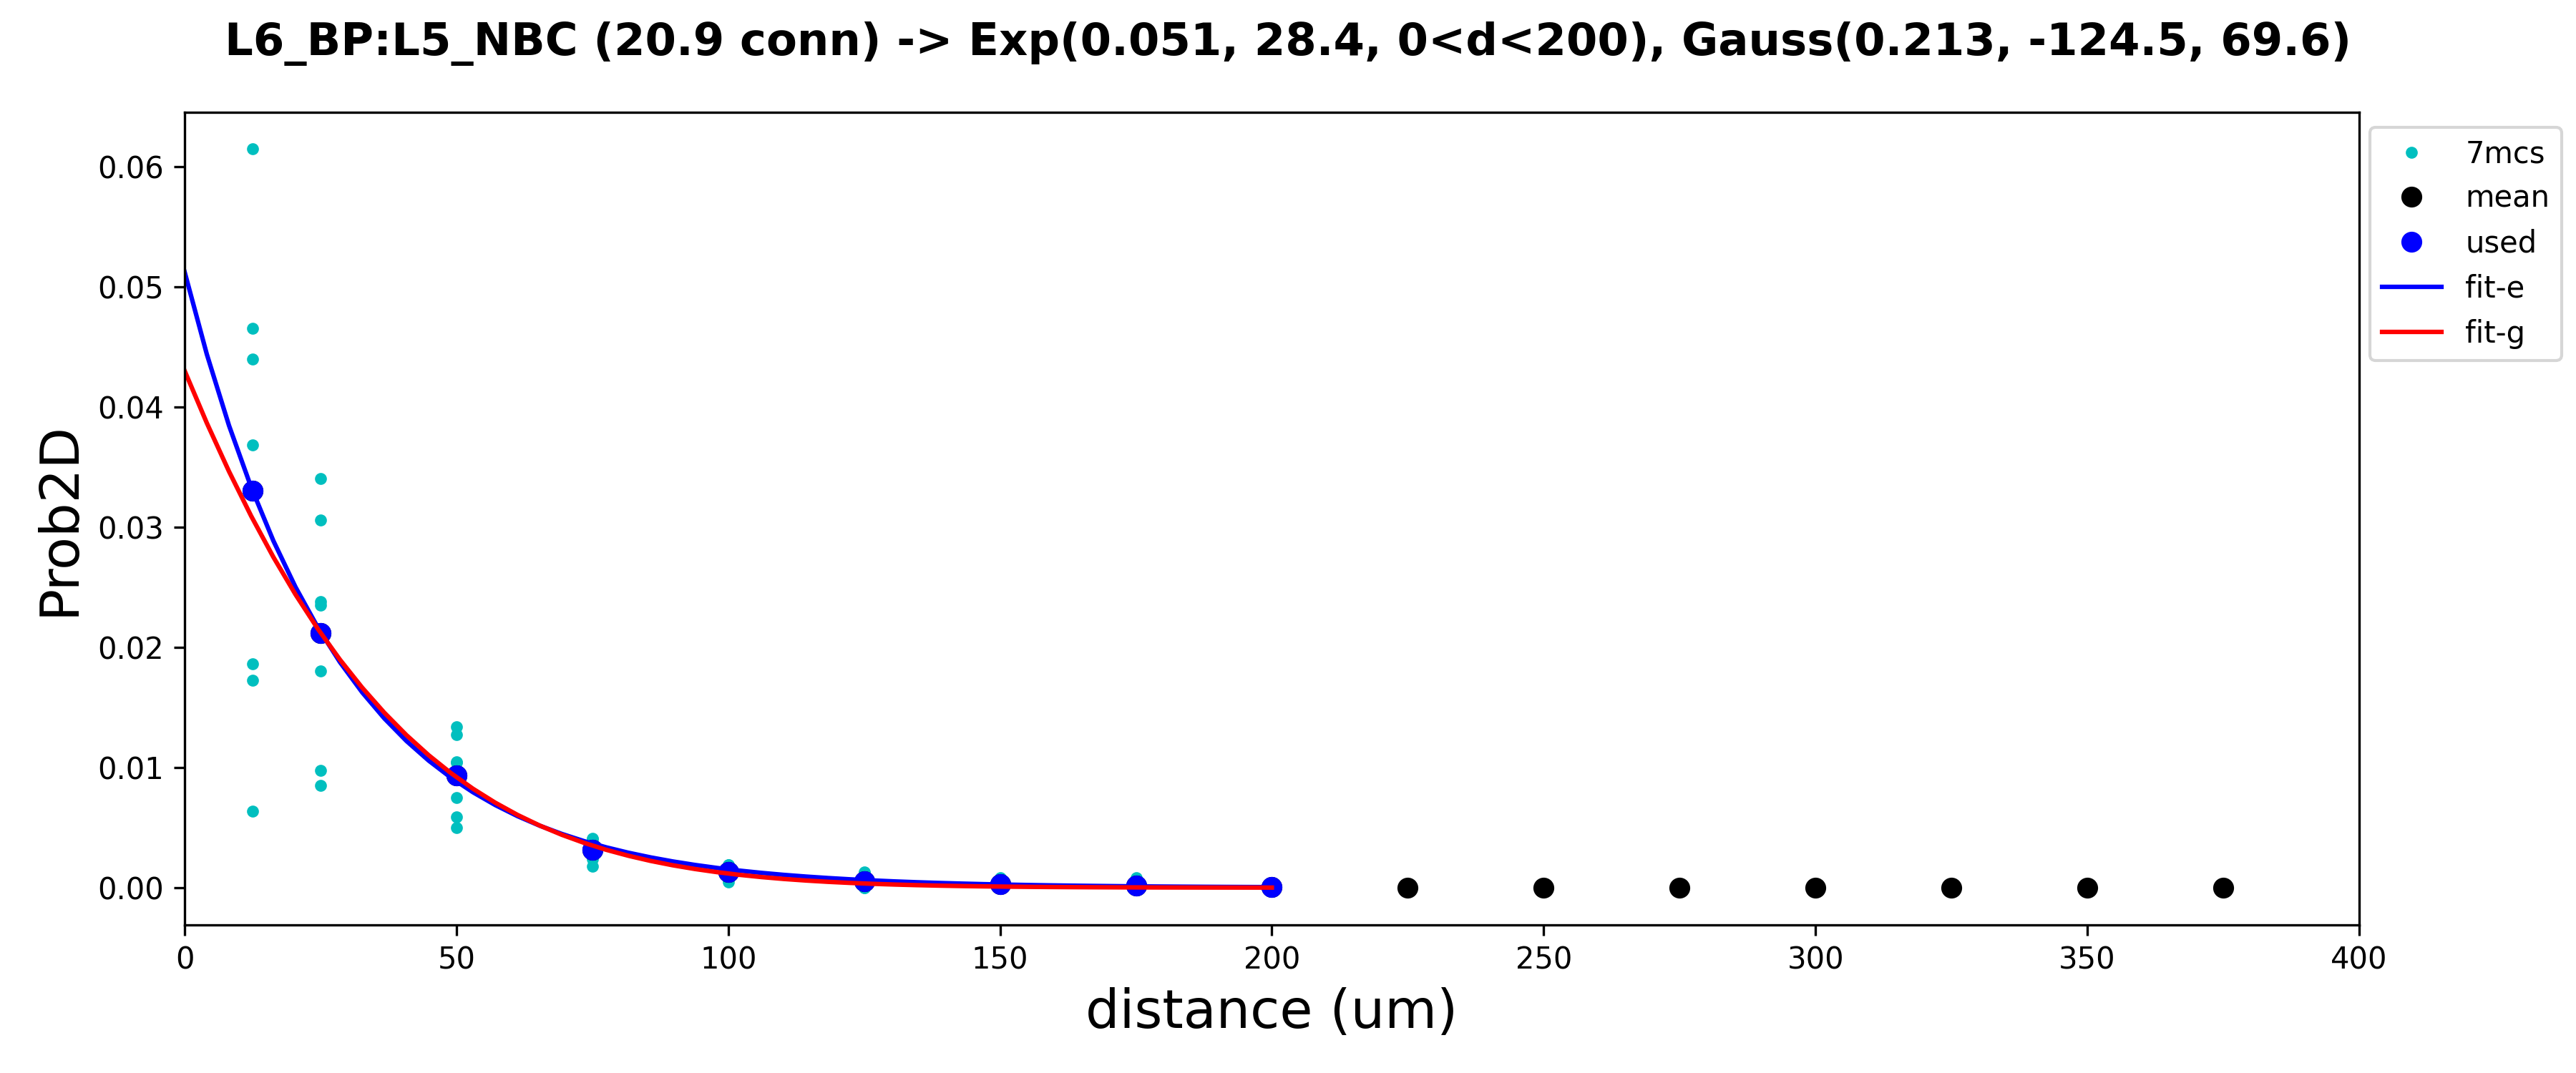 L6_BP:L5_NBC (20.9 conn) -> Exp(0.051, 28.4, 0<d<200), Gauss(0.213, -124.5, 69.6)
7mcs
mean
used
fit-e
fit-g
Prob2D
0.06
0.05
0.04
0.03
0.02
0.01
0.00
0 50 100 150 200 250 300 350 400
distance (um)